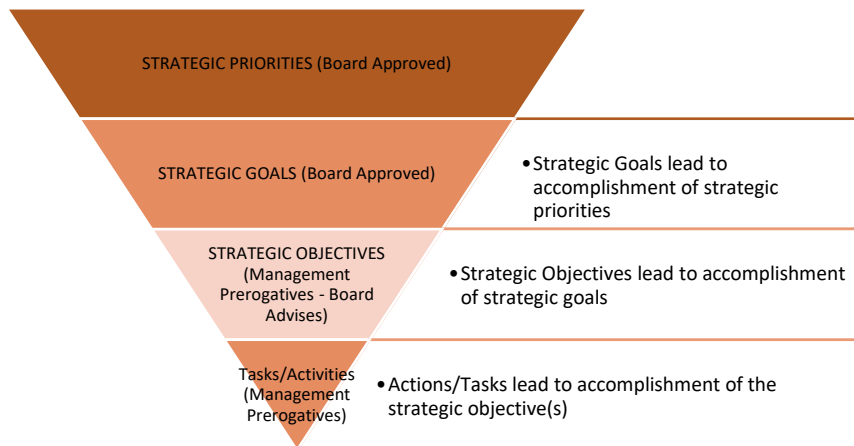 STRATEGIC PRIORITIES (Board Approved)
STRATEGIC GOALS (Board Approved)
•Strategic Goals lead to
accomplishment of strategic
priorities
STRATEGIC OBJECTIVES
(Management
Prerogatives - Board
Advises)
•Strategic Objectives lead to accomplishment
of strategic goals
Tasks/Activities
(Management
Prerogatives)
•Actions/Tasks lead to accomplishment of the
strategic objective(s)